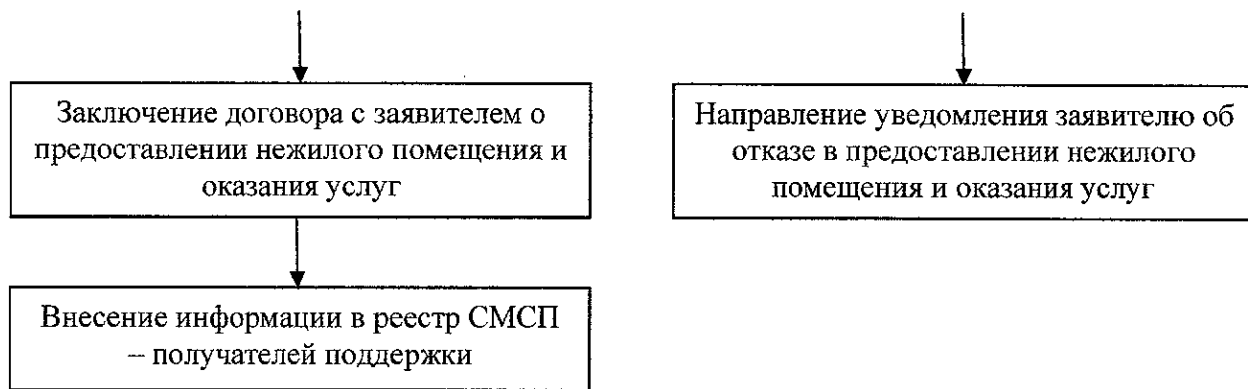 Заключение договора с заявителем о
предоставлении нежилого помещения и
оказания услуг
Направление уведомления заявителю об
отказе в предоставлении нежилого
помещения и оказания услуг
Внесение информации в реестр СМСП
– получателей поддержки